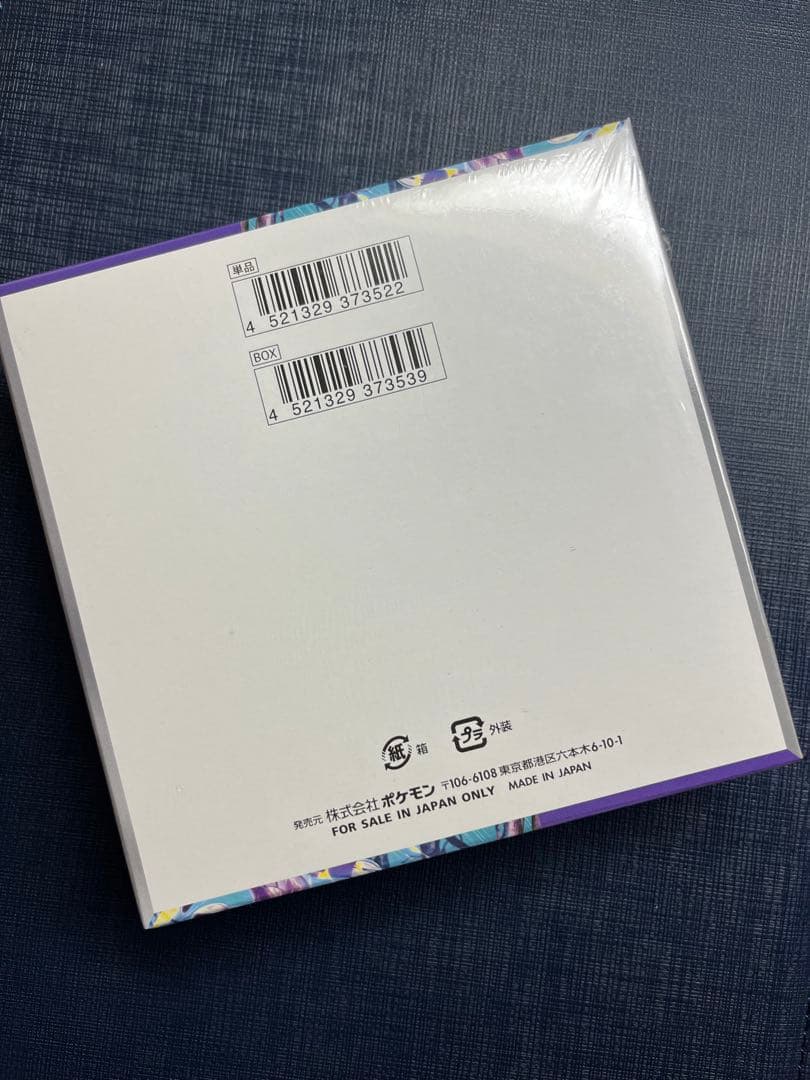 単品
4 521329 373522
BOX
4 521329 373539
紙 箱 プラ 外装
発売元 株式会社ポケモン 〒106-6108 東京都港区六本木6-10-1
FOR SALE IN JAPAN ONLY MADE IN JAPAN